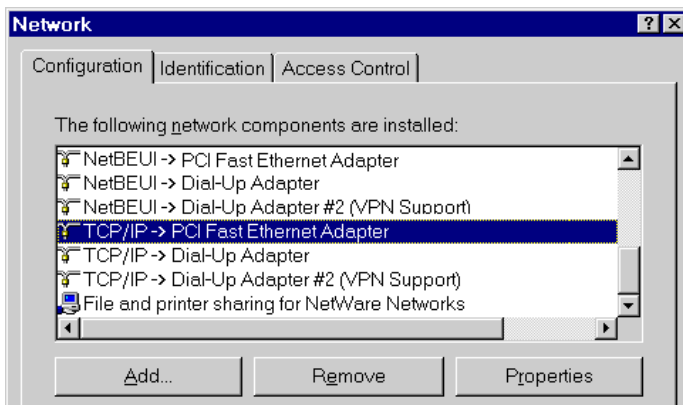 Network
Configuration Identification Access Control
The following network components are installed:
NetBEUI -> PCI Fast Ethernet Adapter
NetBEUI -> Dial-Up Adapter
NetBEUI -> Dial-Up Adapter #2 (VPN Support)
TCP/IP -> PCI Fast Ethernet Adapter
TCP/IP -> Dial-Up Adapter
TCP/IP -> Dial-Up Adapter #2 (VPN Support)
File and printer sharing for NetWare Networks
Add... Remove Properties